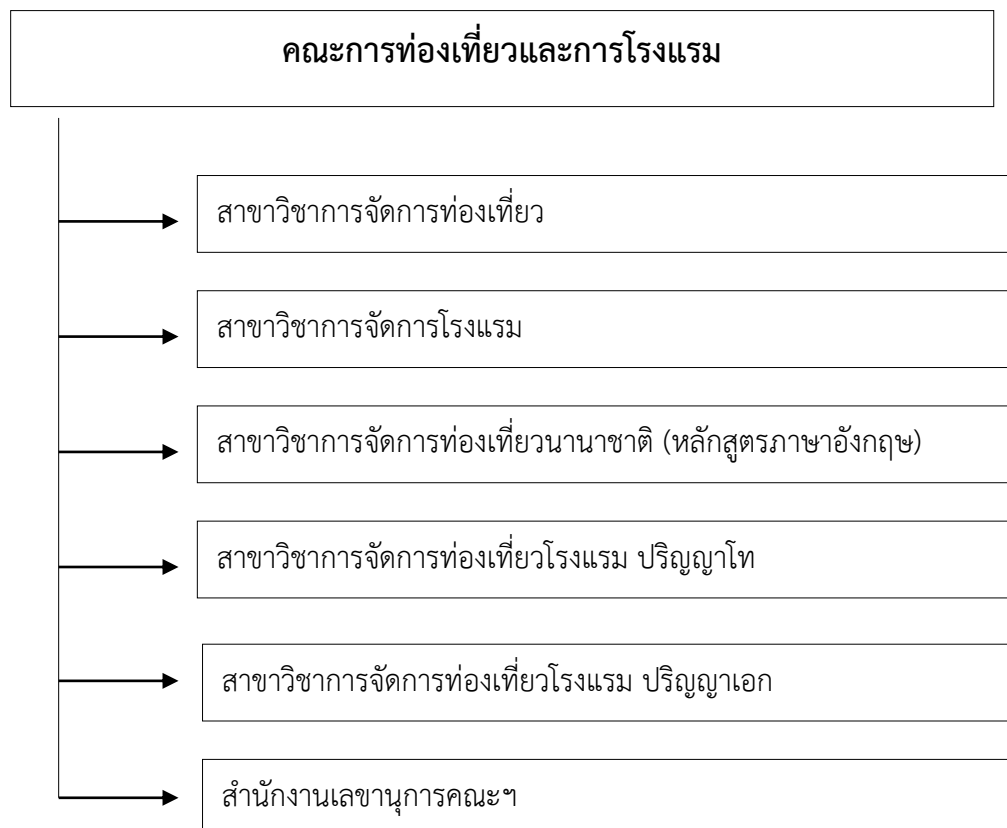 คณะการท่องเที่ยวและการโรงแรม
สาขาวิชาการจัดการท่องเที่ยว
สาขาวิชาการจัดการโรงแรม
สาขาวิชาการจัดการท่องเที่ยวนานาชาติ (หลักสูตรภาษาอังกฤษ)
สาขาวิชาการจัดการท่องเที่ยวโรงแรม ปริญญาโท
สาขาวิชาการจัดการท่องเที่ยวโรงแรม ปริญญาเอก
สำนักงานเลขานุการคณะฯ